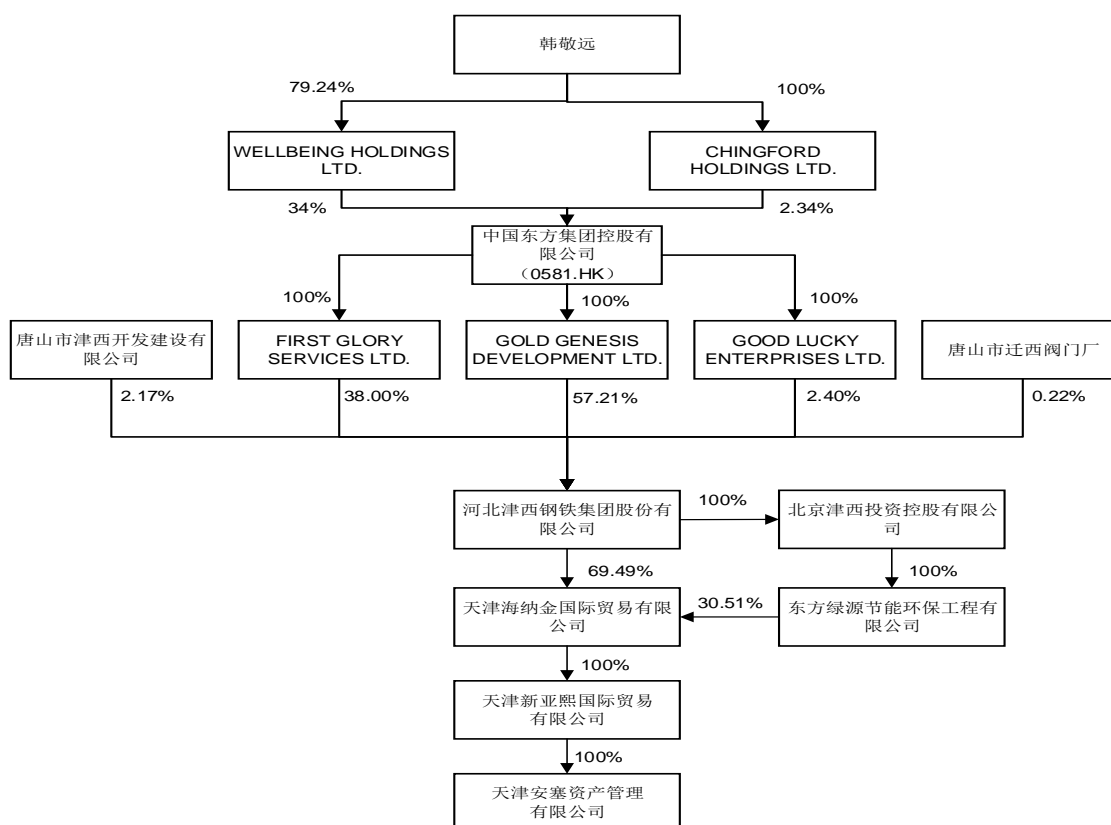 韩敬远
79.24%
100%
WELLBEING HOLDINGS
LTD.
CHINGFORD
HOLDINGS LTD.
34%
2.34%
中国东方集团控股有
限公司
（0581.HK）
100%
100%
100%
唐山市津西开发建设有
限公司
FIRST GLORY
SERVICES LTD.
GOLD GENESIS
DEVELOPMENT LTD.
GOOD LUCKY
ENTERPRISES LTD.
唐山市迁西阀门厂
2.17%
38.00%
57.21%
2.40%
0.22%
河北津西钢铁集团股份有
限公司
100%
北京津西投资控股有限公
司
69.49%
100%
天津海纳金国际贸易有限
公司
30.51%
东方绿源节能环保工程有
限公司
100%
天津新亚熙国际贸易
有限公司
100%
天津安塞资产管理
有限公司